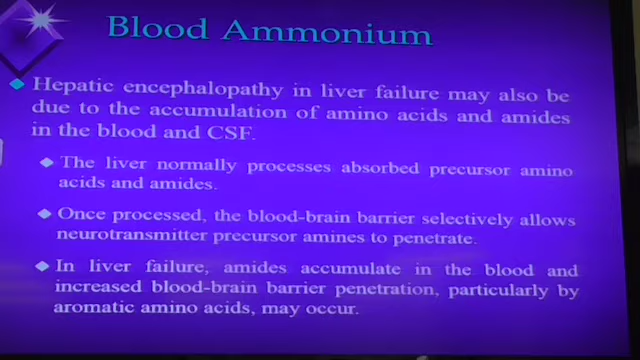 Blood Ammonium
Hepatic encephalopathy in liver failure may also be
due to the accumulation of amino acids and amides
in the blood and CSF.
The liver normally processes absorbed precursor amino
acids and amides.
Once processed, the blood-brain barrier selectively allows
neurotransmitter precursor amines to penetrate.
In liver failure, amides accumulate in the blood and
increased blood-brain barrier penetration, particularly by
aromatic amino acids, may occur.